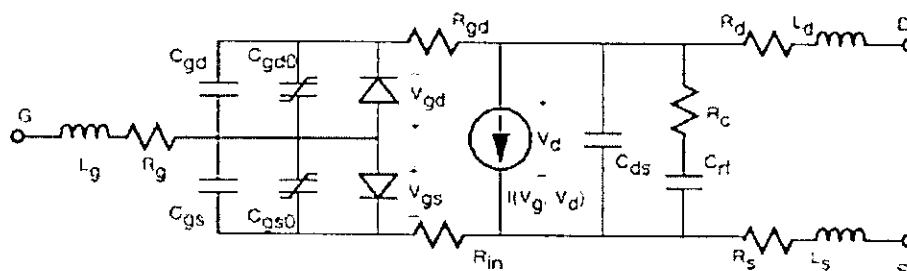 Rgd
Rd
Ld
D
Cgd
Cgd0
Vgd
G
Lg
Rg
Vd
Rc
Cds
Crf
Cgs
Cgs0
Vgs
I(Vg, Vd)
Rin
Rs
Ls
S